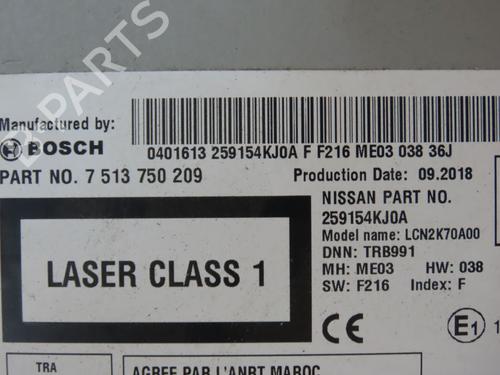 Manufactured by:
BOSCH
0401613 259154KJ0A F F216 ME03 038 36J
PART NO. 7 513 750 209
Production Date: 09.2018
NISSAN PART NO.
259154KJ0A
Model name: LCN2K70A00
DNN: TRB991
MH: ME03 HW: 038
SW: F216 Index: F
LASER CLASS 1
CE
E1
TRA
AGREE PAR L'ANRT MAROC
B-PARTS